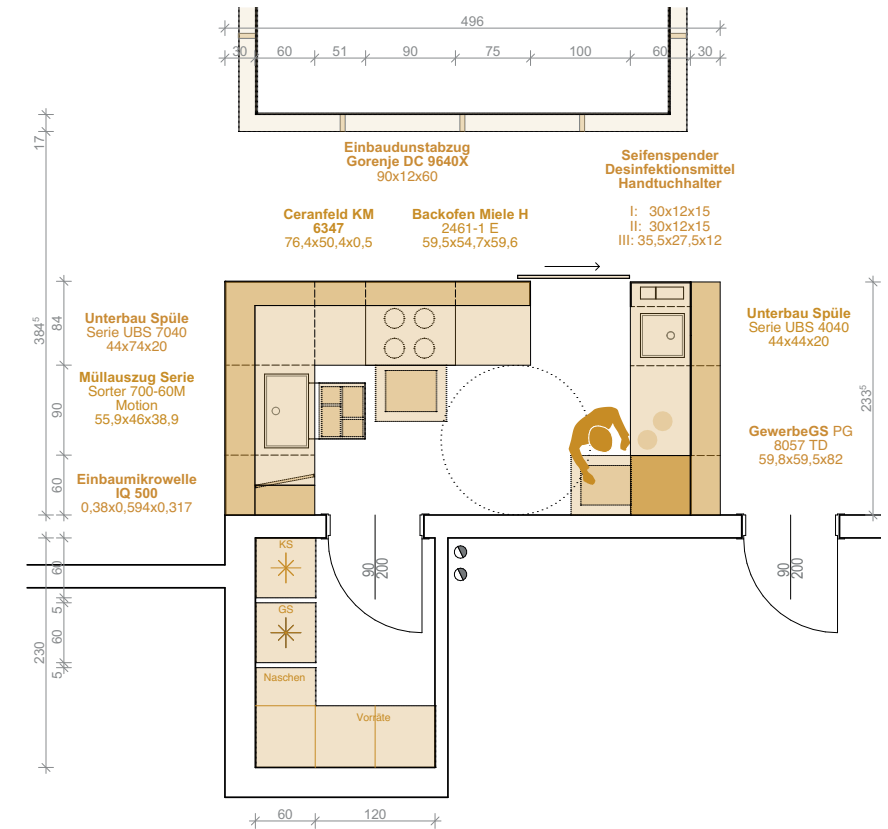 496
30 60 51 90 75 100 60 30
17
Einbaudunstabzug
Gorenje DC 9640X
90x12x60
Seifenspender
Desinfektionsmittel
Handtuchhalter
I: 30x12x15
II: 30x12x15
III: 35,5x27,5x12
Ceranfeld KM
6347
76,4x50,4x0,5
Backofen Miele H
2461-1 E
59,5x54,7x59,6
384⁵
84
90
60
Unterbau Spüle
Serie UBS 7040
44x74x20
Müllauszug Serie
Sorter 700-60M
Motion
55,9x46x38,9
Einbaumikrowelle
IQ 500
0,38x0,594x0,317
Unterbau Spüle
Serie UBS 4040
44x44x20
GewerbeGS PG
8057 TD
59,8x59,5x82
233⁵
230
60
5
60
5
KS
GS
Naschen
Vorräte
90
200
90
200
60 120